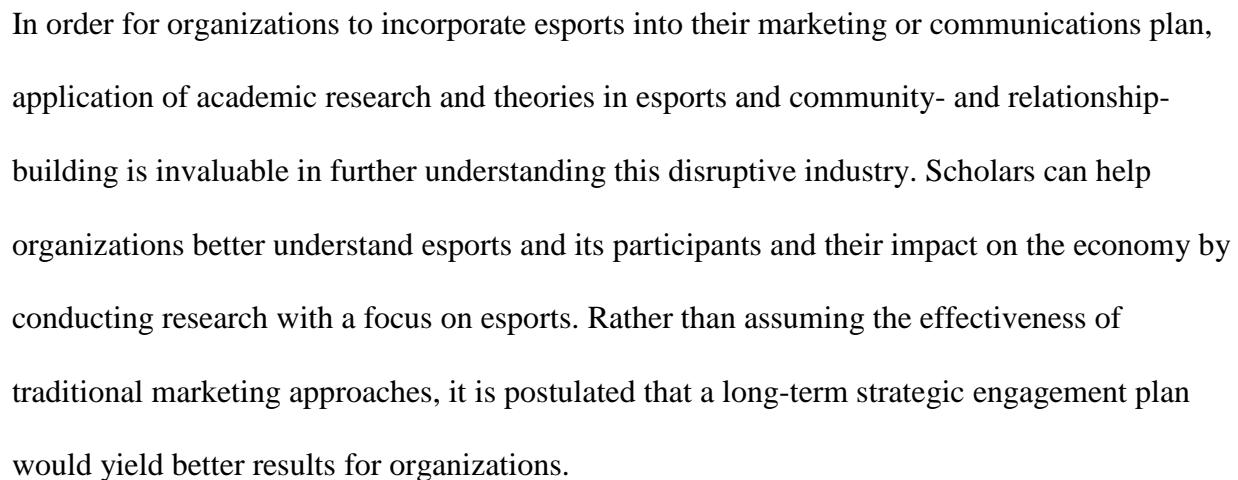 In order for organizations to incorporate esports into their marketing or communications plan,
application of academic research and theories in esports and community- and relationship-
building is invaluable in further understanding this disruptive industry. Scholars can help
organizations better understand esports and its participants and their impact on the economy by
conducting research with a focus on esports. Rather than assuming the effectiveness of
traditional marketing approaches, it is postulated that a long-term strategic engagement plan
would yield better results for organizations.